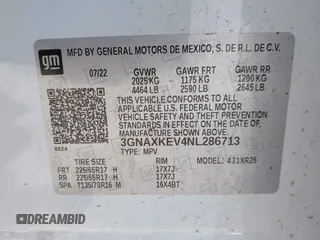 gm
MFD BY GENERAL MOTORS DE MEXICO, S. DE R.L. DE C.V.
07/22 GVWR GAWR FRT GAWR RR
2025KG 1175 KG 1200 KG
4464 LB 2590 LB 2645 LB
THIS VEHICLE CONFORMS TO ALL
APPLICABLE U.S. FEDERAL MOTOR
VEHICLE SAFETY AND THEFT PREVENTION
STANDARDS IN EFFECT ON THE DATE OF
MANUFACTURE SHOWN ABOVE.
3GNAXKEV4NL286713
TYPE: MPV MODEL: 431XR26
TIRE SIZE RIM
FRT 225/65R17 H 17X7J
RR 225/65R17 H 17X7J
SPA T135/70R16 M 16X4BT
DREAMBID